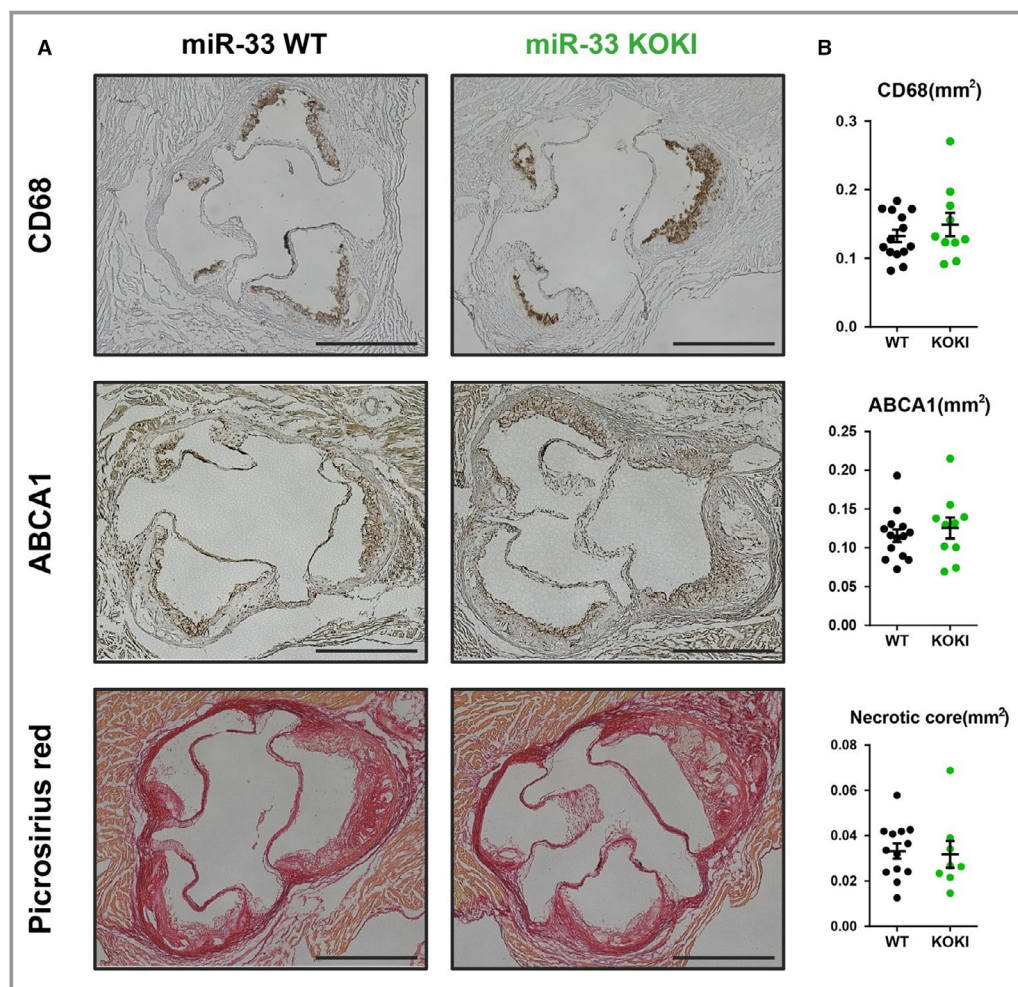 A
miR-33 WT
miR-33 KOKI
B
CD68
CD68(mm²)
0.3
0.2
0.1
0.0
WT
KOKI
ABCA1
ABCA1(mm²)
0.25
0.20
0.15
0.10
0.05
0.00
WT
KOKI
Picrosirius red
Necrotic core(mm²)
0.08
0.06
0.04
0.02
0.00
WT
KOKI